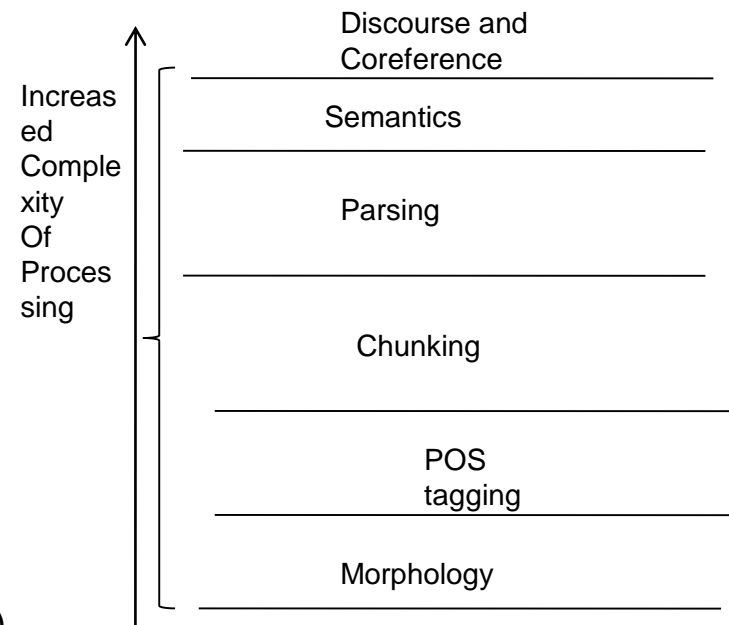 Discourse and
Coreference
Increas
ed
Comple
xity
Of
Proces
sing
Semantics
Parsing
Chunking
POS
tagging
Morphology
)